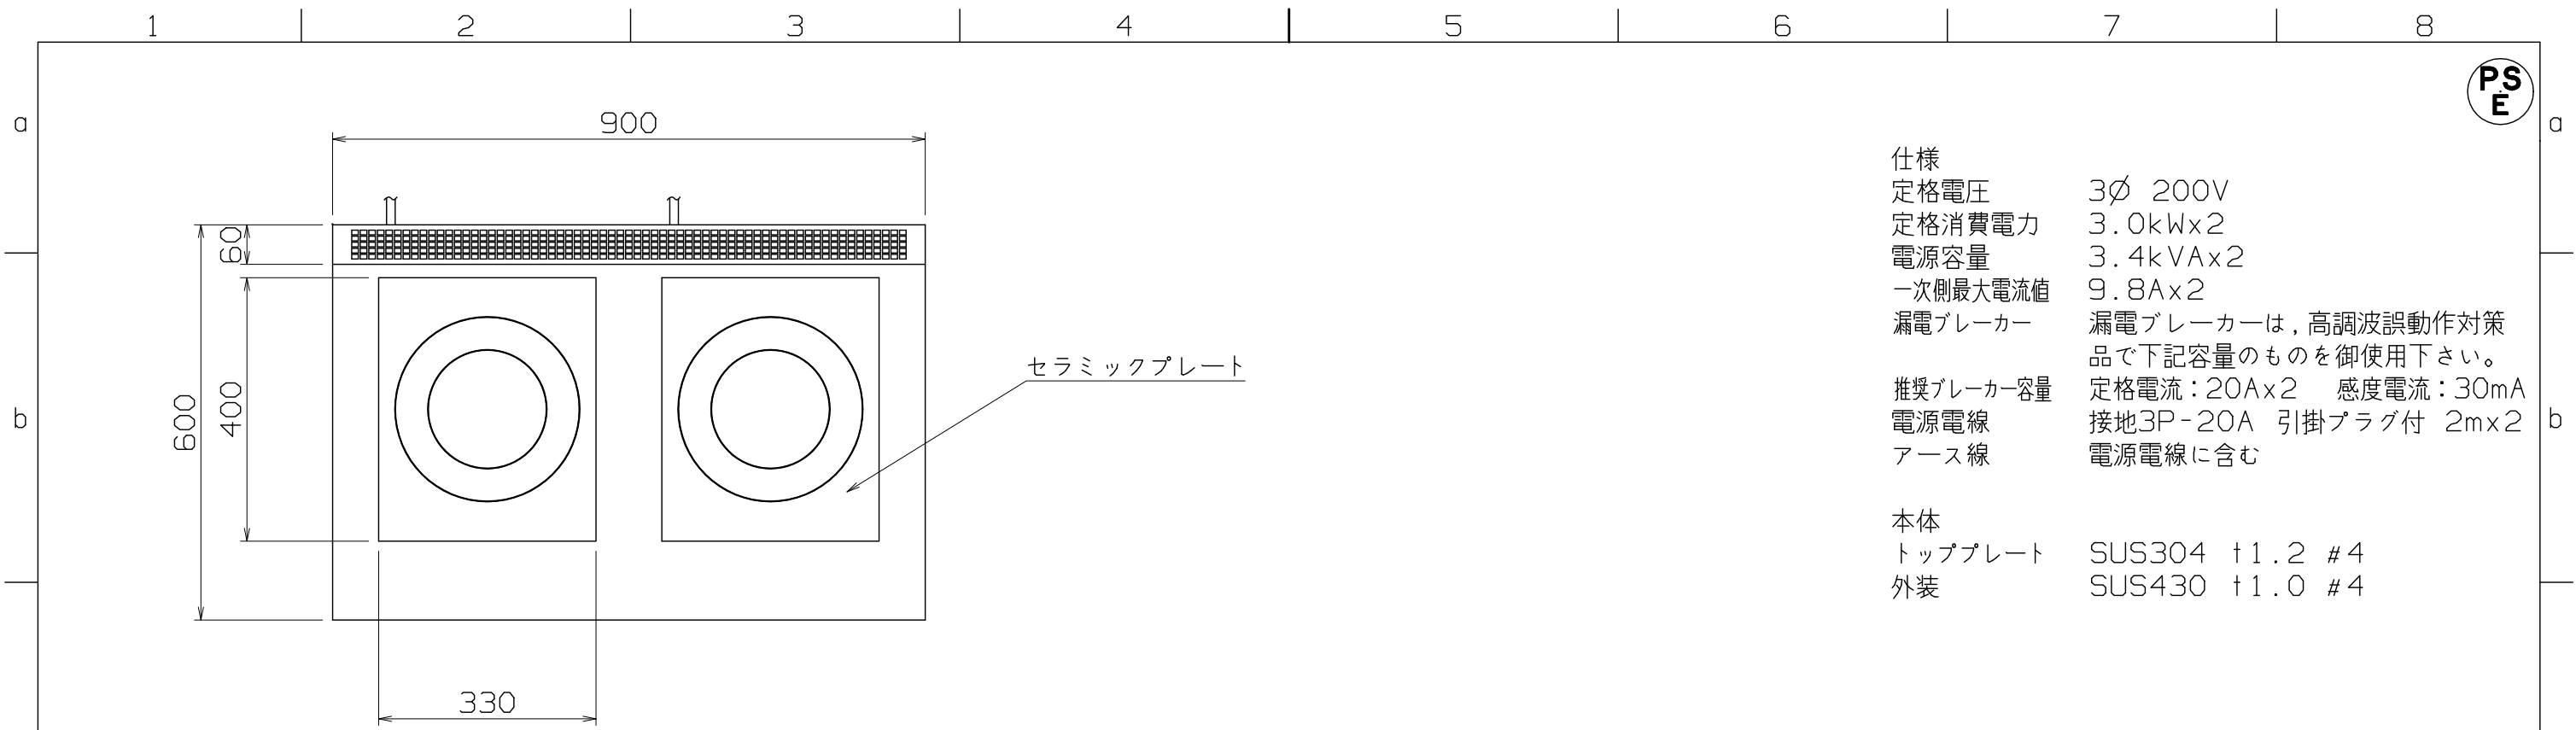 1 2 3 4 5 6 7 8
PS
E
a
a
900
60
600
400
330
セラミックプレート
b
b
仕様
定格電圧 3Ø 200V
定格消費電力 3.0kWx2
電源容量 3.4kVAx2
一次側最大電流値 9.8Ax2
漏電ブレーカー 漏電ブレーカーは,高調波誤動作対策
品で下記容量のものを御使用下さい。
推奨ブレーカー容量 定格電流:20Ax2 感度電流:30mA
電源電線 接地3P-20A 引掛プラグ付 2mx2
アース線 電源電線に含む
本体
トッププレート SUS304 t1.2 #4
外装 SUS430 t1.0 #4